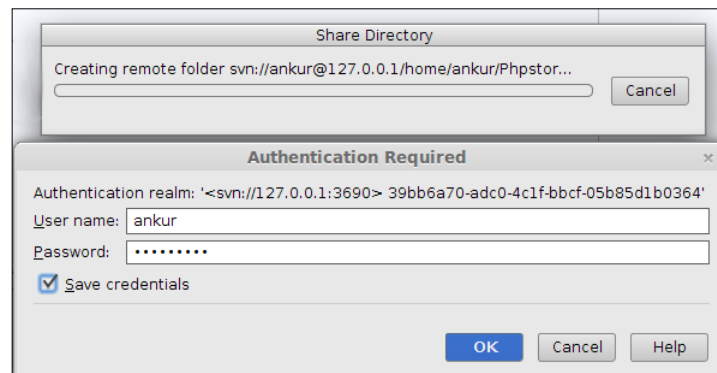 Share Directory
Creating remote folder svn://ankur@127.0.0.1/home/ankur/Phpstor...
Cancel
Authentication Required
Authentication realm: '<svn://127.0.0.1:3690> 39bb6a70-adc0-4c1f-bbcf-05b85d1b0364'
User name: ankur
Password: •••••••••
Save credentials
OK Cancel Help